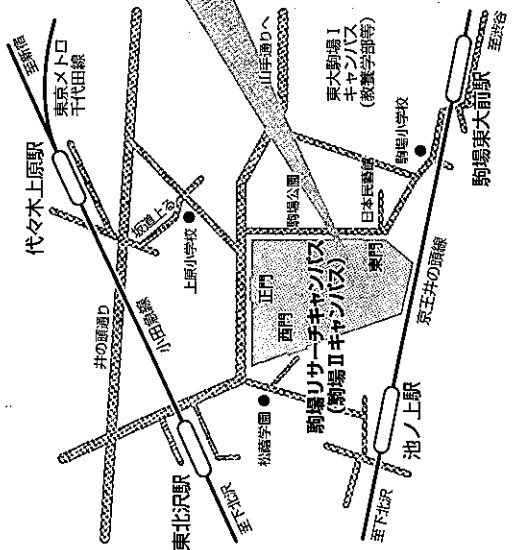 至新宿
東京メトロ
千代田線
代々木上原駅
井の頭通り
坂道上る
上原小学校
小田急線
山手通りへ
東大駒場Ⅰ
キャンパス
(教養学部等)
至渋谷
駒場小学校
駒場東大前駅
日本民藝館
駒場公園
正門
西門
東門
駒場リサーチキャンパス
(駒場Ⅱキャンパス)
京王井の頭線
松蔭学園
東北沢駅
至下北沢
池ノ上駅
至下北沢